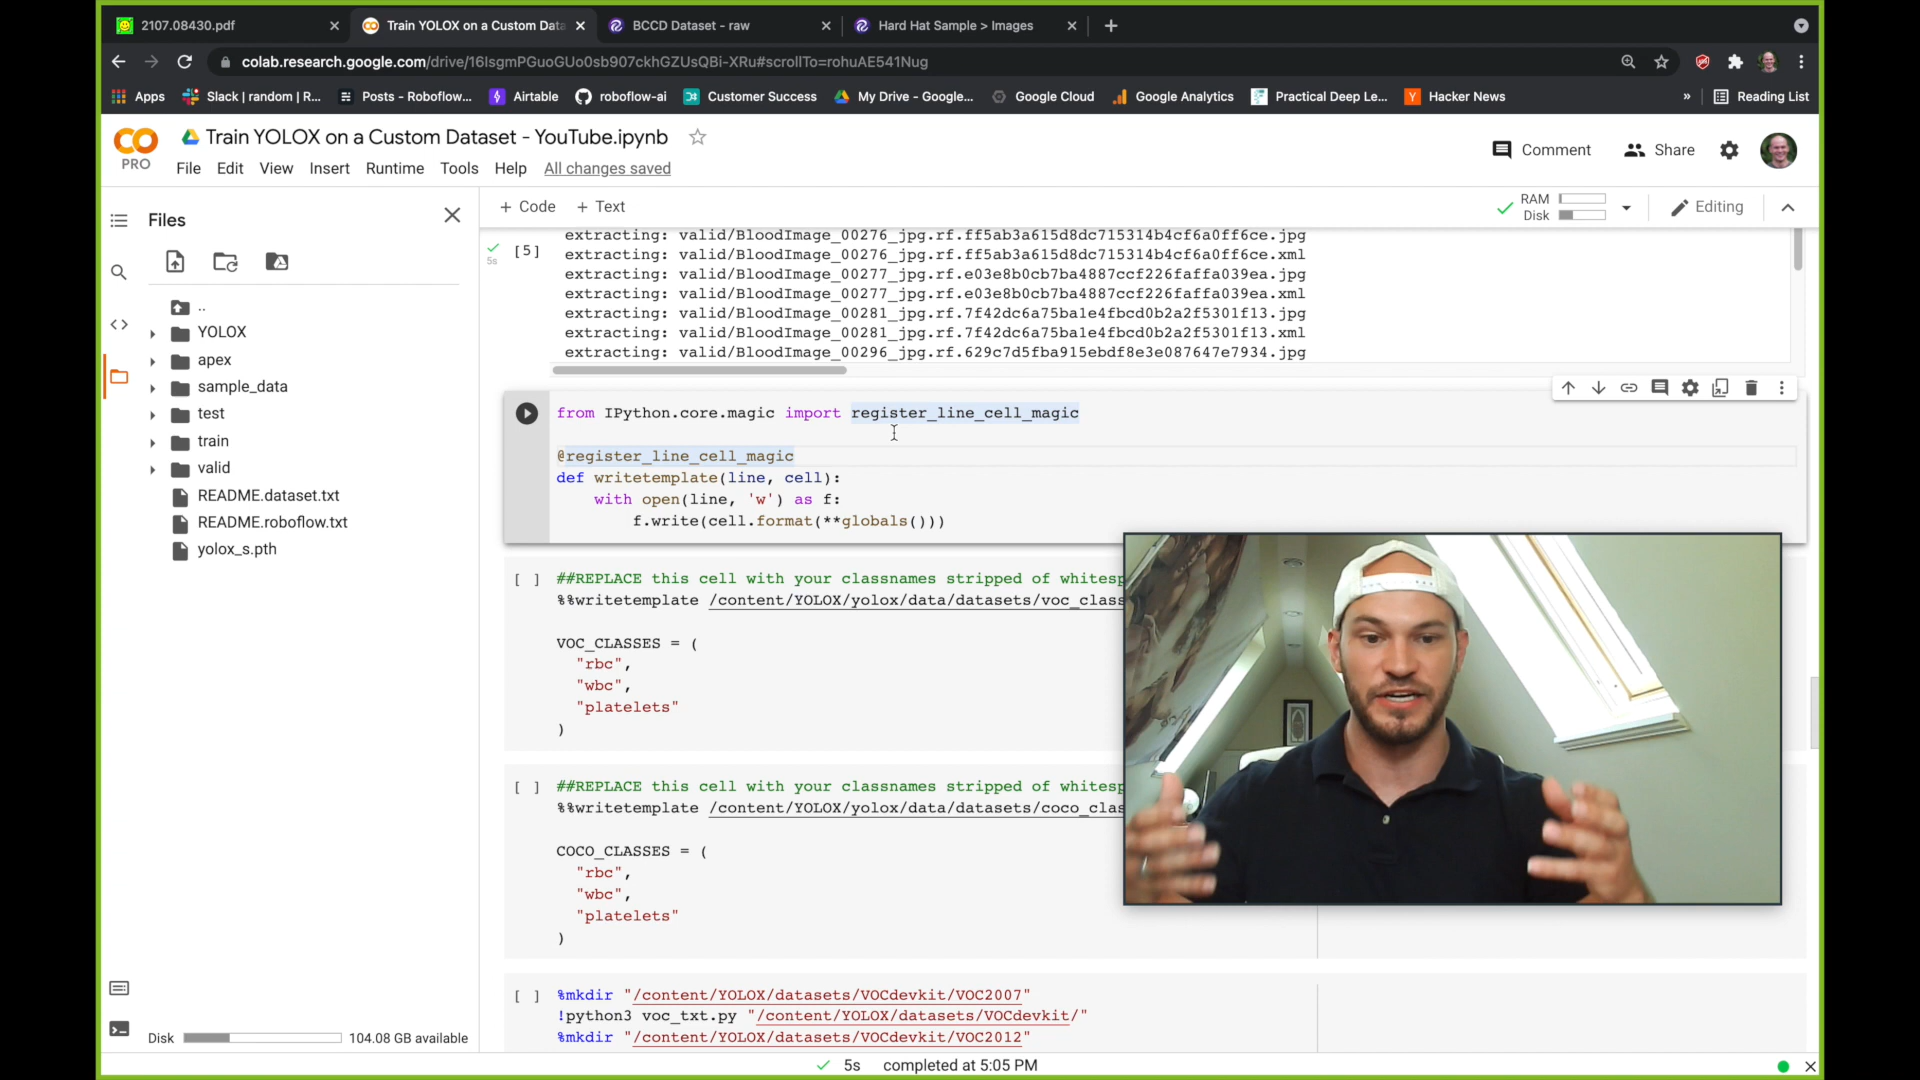 2107.08430.pdf
Train YOLOX on a Custom Data
BCCD Dataset - raw
Hard Hat Sample > Images
colab.research.google.com/drive/16IsgmPGuoGUo0sb907ckhGZUsQBi-XRu#scrollTo=rohuAE541Nug
Apps
Slack | random | R...
Posts - Roboflow...
Airtable
roboflow-ai
Customer Success
My Drive - Google...
Google Cloud
Google Analytics
Practical Deep Le...
Y Hacker News
»
Reading List
CO
PRO
Train YOLOX on a Custom Dataset - YouTube.ipynb
File Edit View Insert Runtime Tools Help All changes saved
Comment
Share
Files
+ Code + Text
RAM
Disk
Editing
..
YOLOX
apex
sample_data
test
train
valid
README.dataset.txt
README.roboflow.txt
yolox_s.pth
Disk
104.08 GB available
[5]
5s
extracting: valid/BloodImage_00276_jpg.rf.ff5ab3a615d8dc715314b4cf6a0ff6ce.jpg
extracting: valid/BloodImage_00276_jpg.rf.ff5ab3a615d8dc715314b4cf6a0ff6ce.xml
extracting: valid/BloodImage_00277_jpg.rf.e03e8b0cb7ba4887ccf226faffa039ea.jpg
extracting: valid/BloodImage_00277_jpg.rf.e03e8b0cb7ba4887ccf226faffa039ea.xml
extracting: valid/BloodImage_00281_jpg.rf.7f42dc6a75ba1e4fbcd0b2a2f5301f13.jpg
extracting: valid/BloodImage_00281_jpg.rf.7f42dc6a75ba1e4fbcd0b2a2f5301f13.xml
extracting: valid/BloodImage_00296_jpg.rf.629c7d5fba915ebdf8e3e087647e7934.jpg
from IPython.core.magic import register_line_cell_magic
@register_line_cell_magic
def writetemplate(line, cell):
with open(line, 'w') as f:
f.write(cell.format(**globals()))
[ ] ##REPLACE this cell with your classnames stripped of whitesp
%%writetemplate /content/YOLOX/yolox/data/datasets/voc_class
VOC_CLASSES = (
"rbc",
"wbc",
"platelets"
)
[ ] ##REPLACE this cell with your classnames stripped of whitesp
%%writetemplate /content/YOLOX/yolox/data/datasets/coco_clas
COCO_CLASSES = (
"rbc",
"wbc",
"platelets"
)
[ ] %mkdir "/content/YOLOX/datasets/VOCdevkit/VOC2007"
!python3 voc_txt.py "/content/YOLOX/datasets/VOCdevkit/"
%mkdir "/content/YOLOX/datasets/VOCdevkit/VOC2012"
5s completed at 5:05 PM